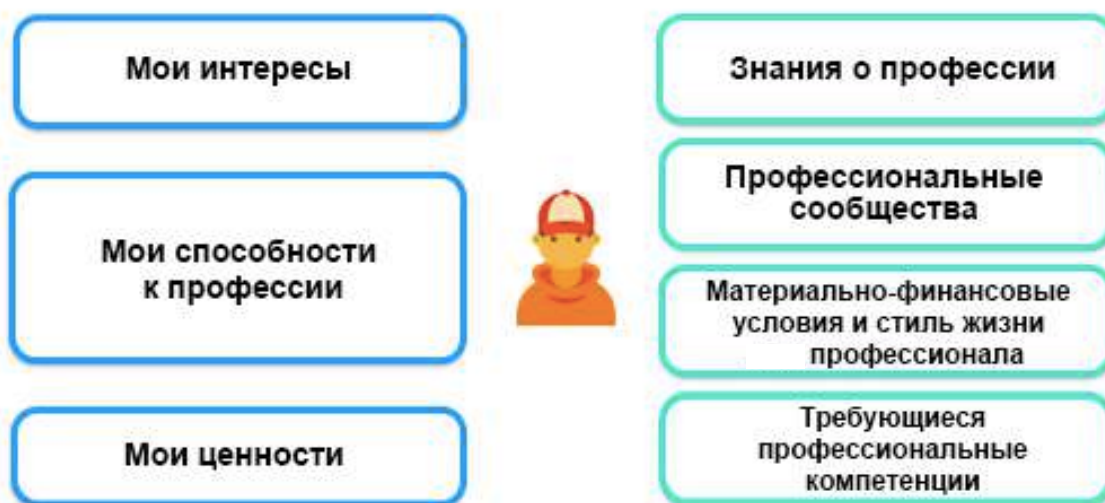 Мои интересы
Мои способности
к профессии
Мои ценности
Знания о профессии
Профессиональные
сообщества
Материально-финансовые
условия и стиль жизни
профессионала
Требующиеся
профессиональные
компетенции